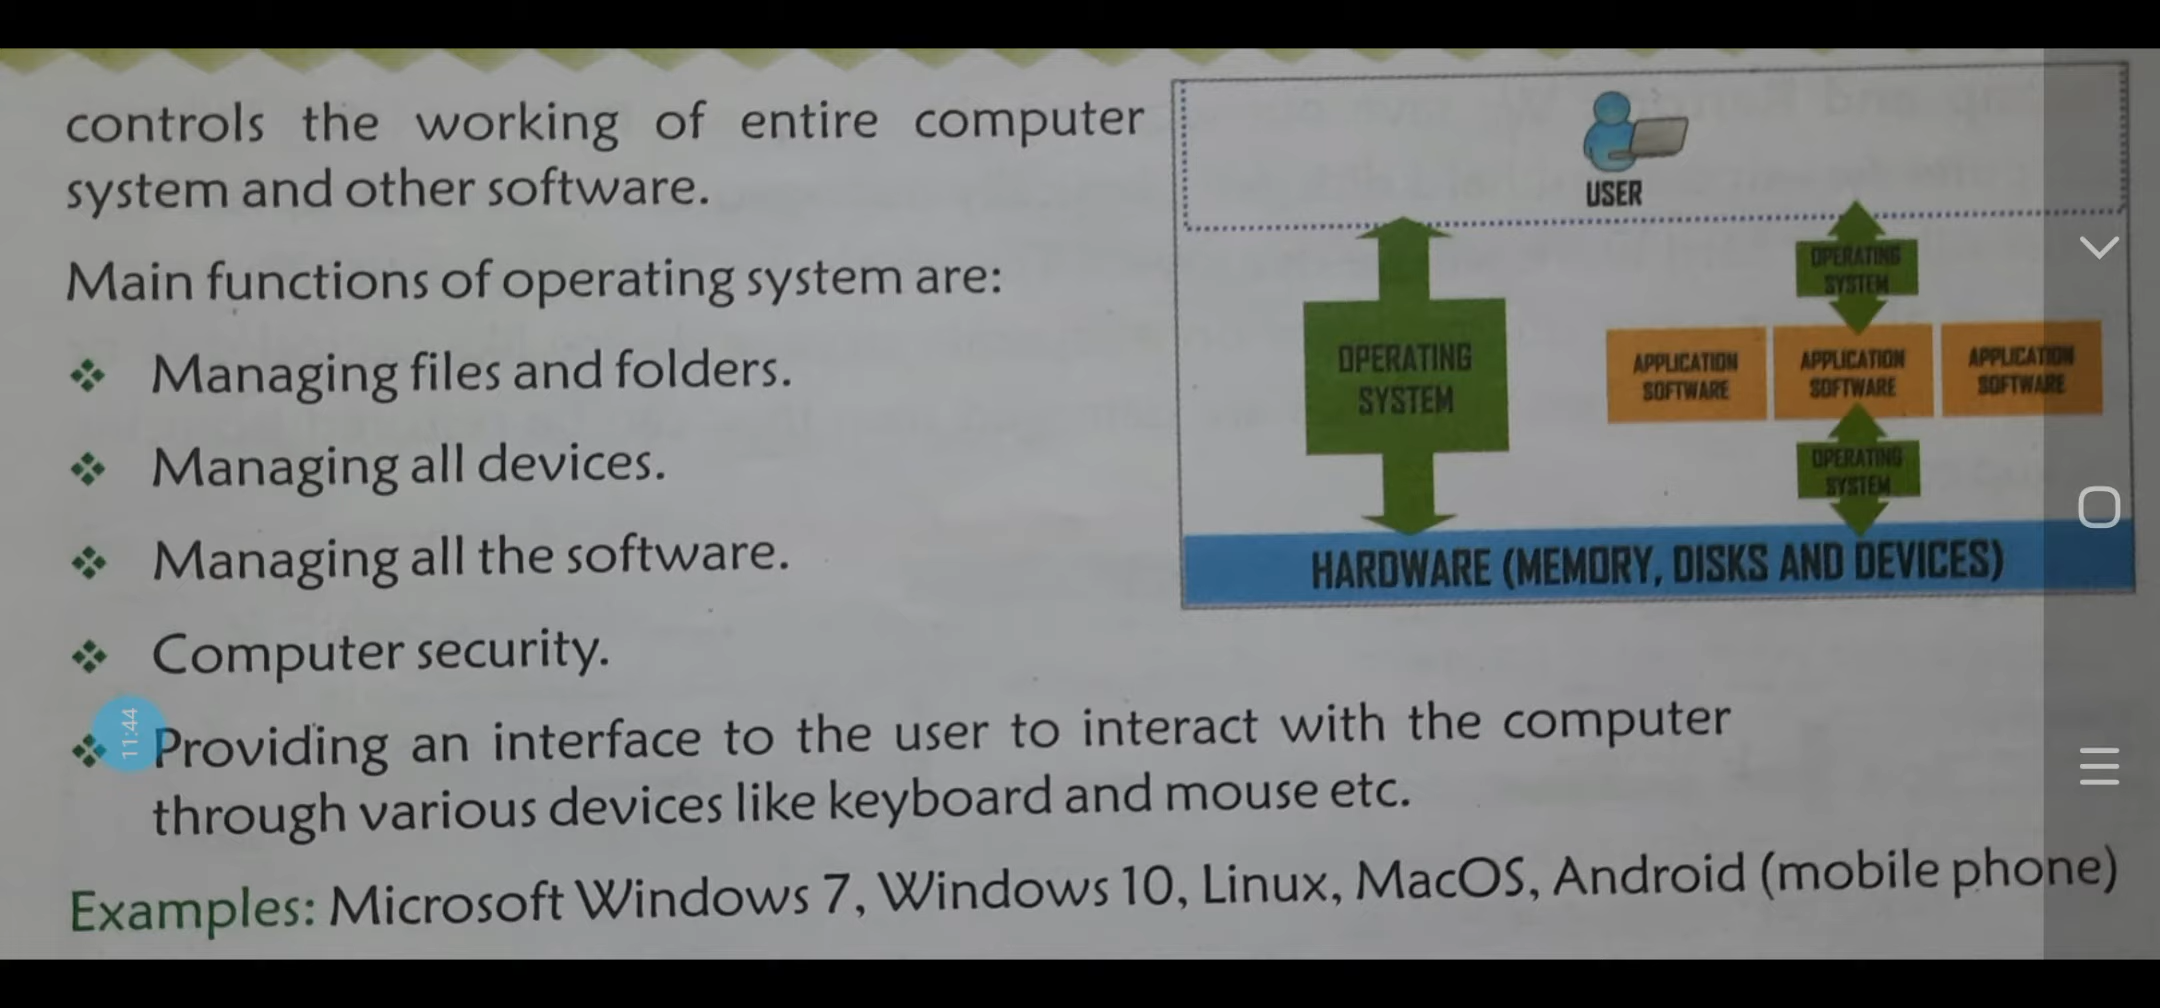 controls the working of entire computer
system and other software.
Main functions of operating system are:
Managing files and folders.
Managing all devices.
Managing all the software.
Computer security.
Providing an interface to the user to interact with the computer
through various devices like keyboard and mouse etc.
Examples: Microsoft Windows 7, Windows 10, Linux, MacOS, Android (mobile phone)
USER
OPERATING
SYSTEM
OPERATING
SYSTEM
APPLICATION
SOFTWARE
APPLICATION
SOFTWARE
APPLICATION
SOFTWARE
OPERATING
SYSTEM
HARDWARE (MEMORY, DISKS AND DEVICES)
11:44